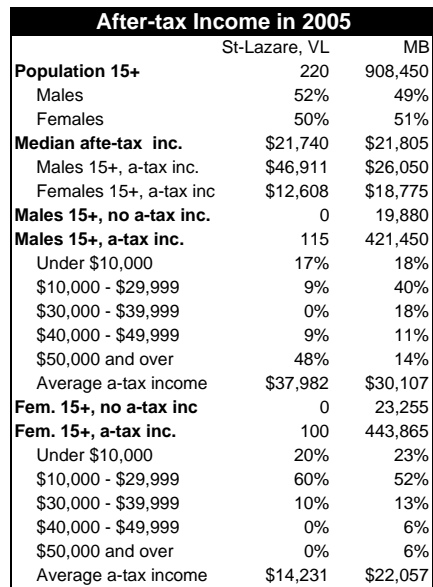 After-tax Income in 2005
St-Lazare, VL MB
Population 15+ 220 908,450
Males 52% 49%
Females 50% 51%
Median afte-tax inc. $21,740 $21,805
Males 15+, a-tax inc. $46,911 $26,050
Females 15+, a-tax inc $12,608 $18,775
Males 15+, no a-tax inc. 0 19,880
Males 15+, a-tax inc. 115 421,450
Under $10,000 17% 18%
$10,000 - $29,999 9% 40%
$30,000 - $39,999 0% 18%
$40,000 - $49,999 9% 11%
$50,000 and over 48% 14%
Average a-tax income $37,982 $30,107
Fem. 15+, no a-tax inc 0 23,255
Fem. 15+, a-tax inc. 100 443,865
Under $10,000 20% 23%
$10,000 - $29,999 60% 52%
$30,000 - $39,999 10% 13%
$40,000 - $49,999 0% 6%
$50,000 and over 0% 6%
Average a-tax income $14,231 $22,057